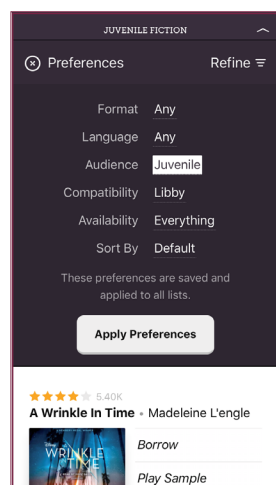 JUVENILE FICTION
Preferences Refine
Format Any
Language Any
Audience Juvenile
Compatibility Libby
Availability Everything
Sort By Default
These preferences are saved and
applied to all lists.
Apply Preferences
5.40K
A Wrinkle In Time • Madeleine L'engle
Borrow
Play Sample
Disney
WRINKLE
TIME